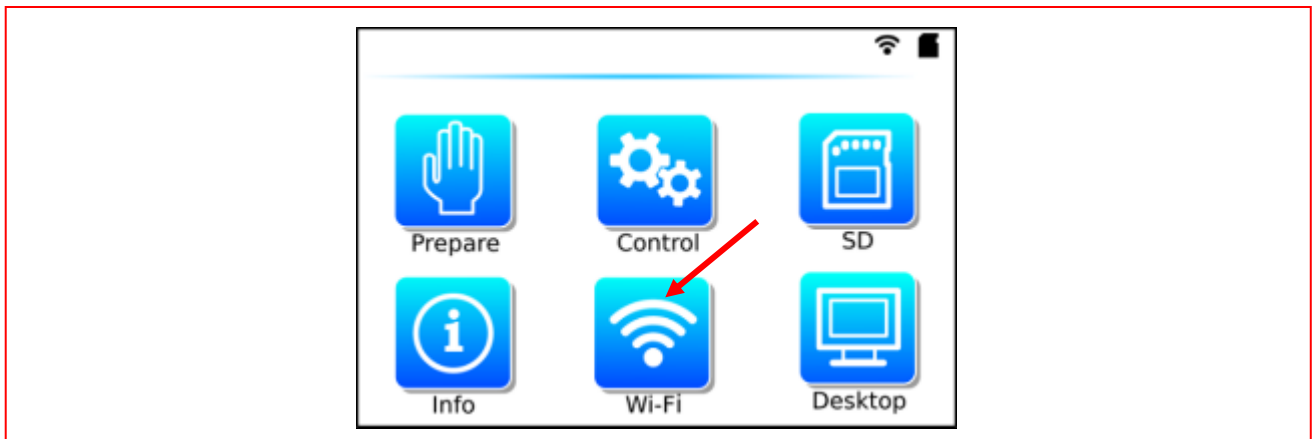 Prepare
Control
SD
Info
Wi-Fi
Desktop